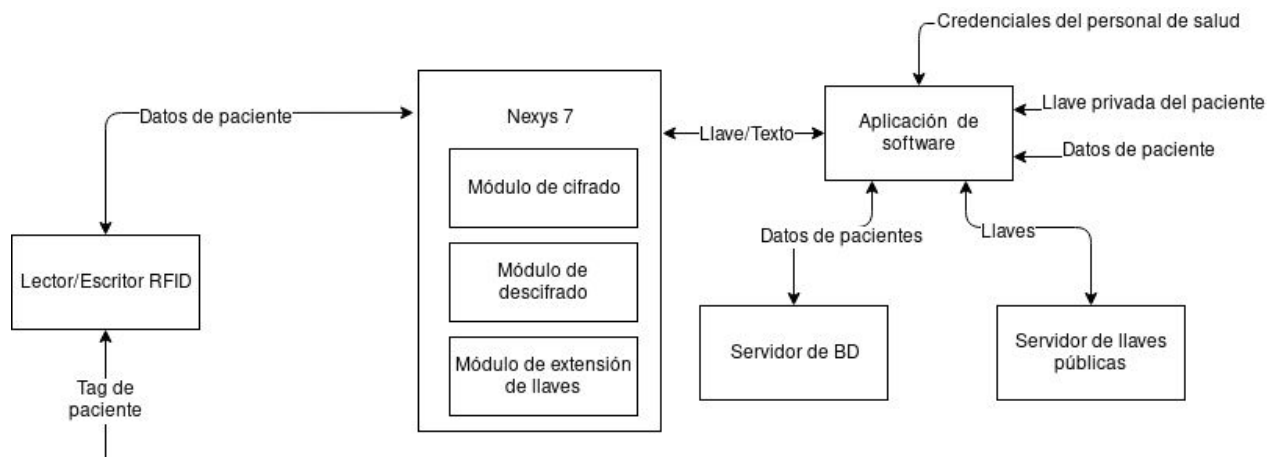 Credenciales del personal de salud
Datos de paciente
Nexys 7
Llave/Texto
Aplicación de
software
Llave privada del paciente
Datos de paciente
Módulo de cifrado
Módulo de
descifrado
Módulo de extensión
de llaves
Lector/Escritor RFID
Tag de
paciente
Datos de pacientes
Llaves
Servidor de BD
Servidor de llaves
públicas